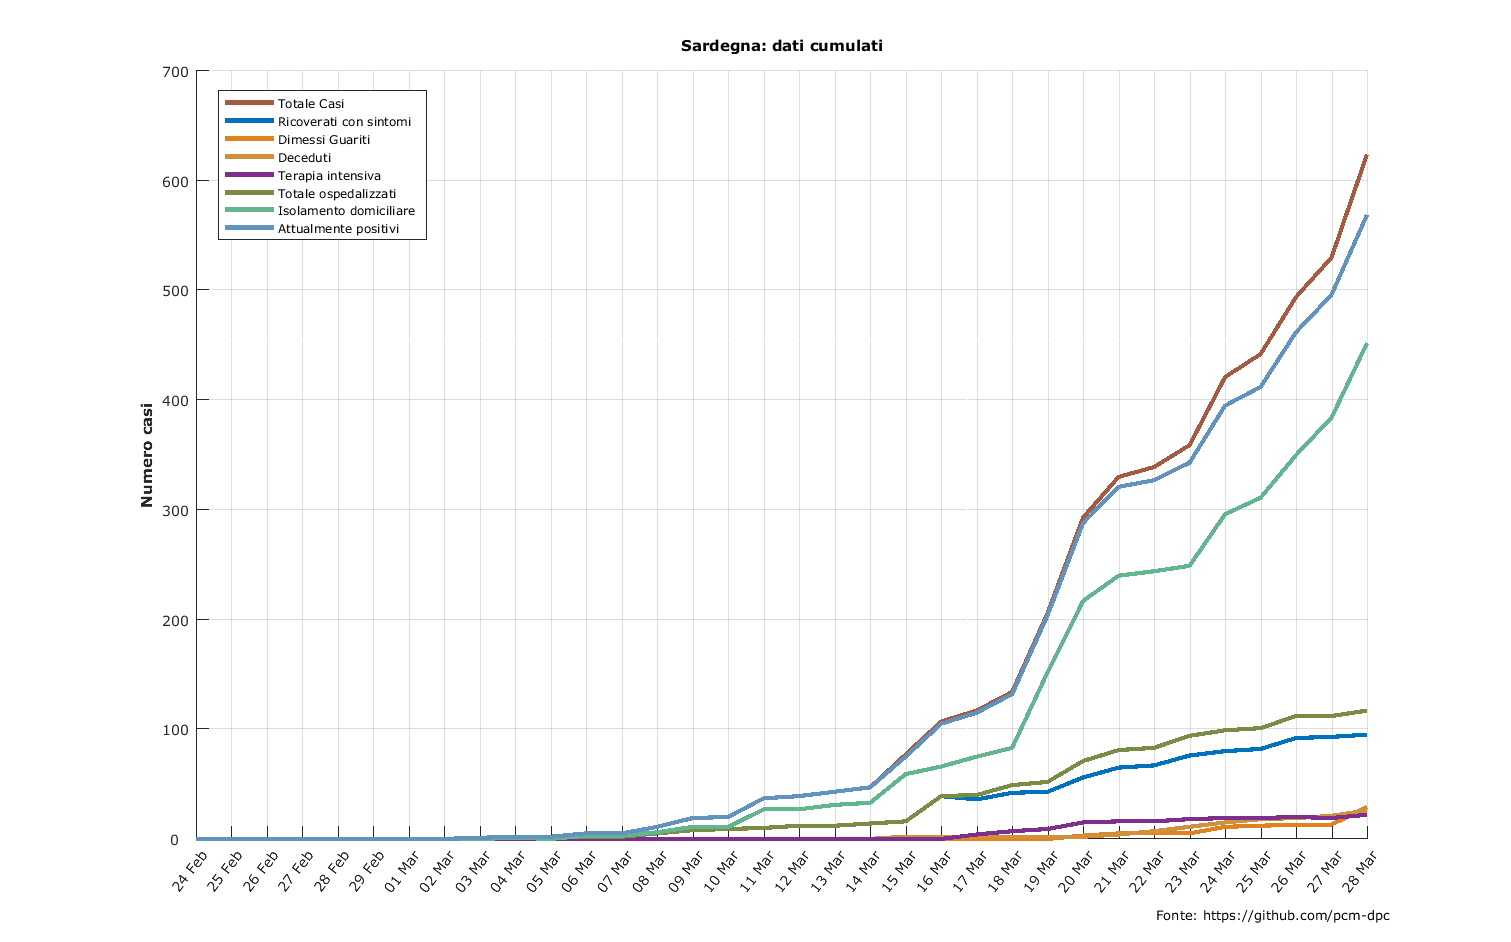 Sardegna: dati cumulati
700
600
500
400
300
200
100
0
Numero casi
Totale Casi
Ricoverati con sintomi
Dimessi Guariti
Deceduti
Terapia intensiva
Totale ospedalizzati
Isolamento domiciliare
Attualmente positivi
24 Feb
25 Feb
26 Feb
27 Feb
28 Feb
29 Feb
01 Mar
02 Mar
03 Mar
04 Mar
05 Mar
06 Mar
07 Mar
08 Mar
09 Mar
10 Mar
11 Mar
12 Mar
13 Mar
14 Mar
15 Mar
16 Mar
17 Mar
18 Mar
19 Mar
20 Mar
21 Mar
22 Mar
23 Mar
24 Mar
25 Mar
26 Mar
27 Mar
28 Mar
Fonte: https://github.com/pcm-dpc